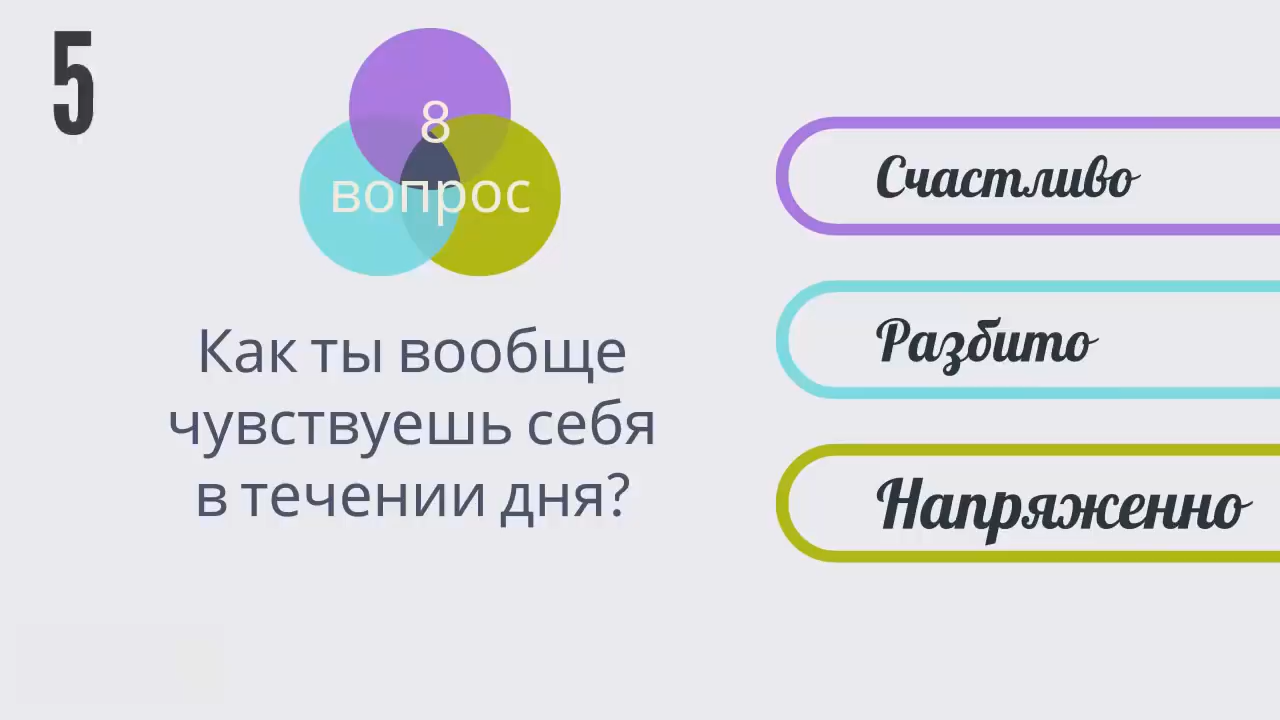 5
8
вопрос
Как ты вообще
чувствуешь себя
в течении дня?
Счастливо
Разбито
Напряженно